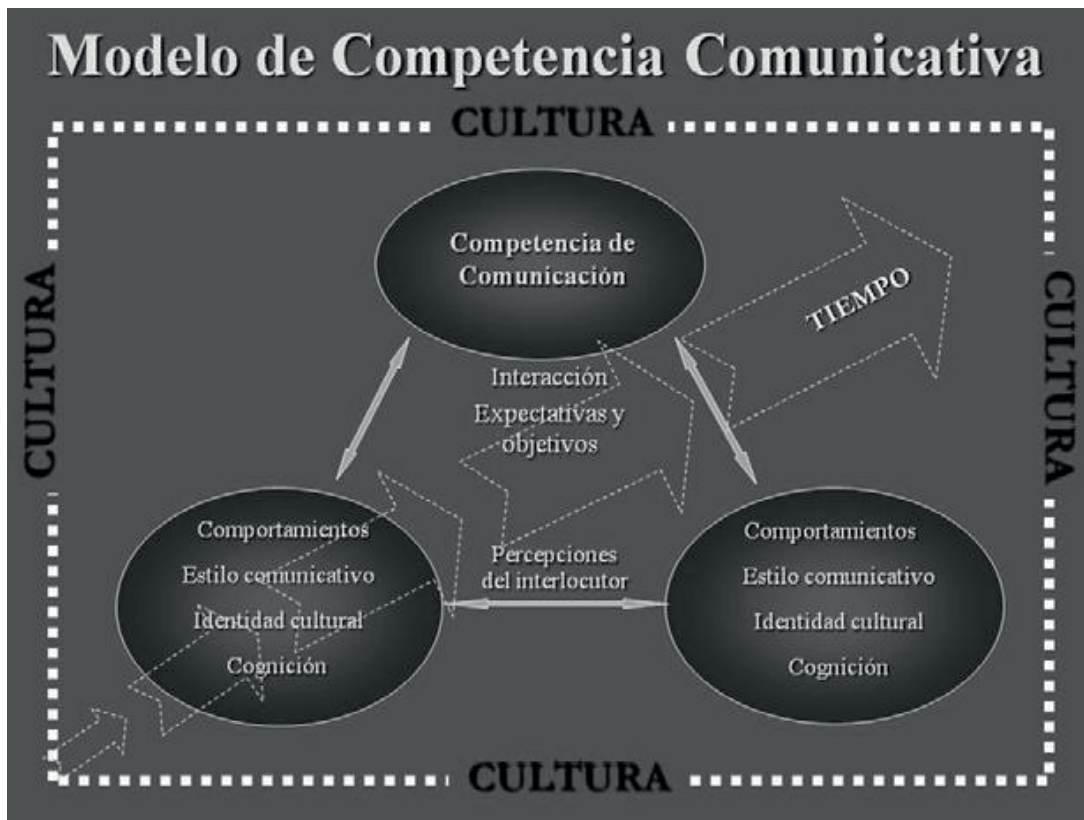 Modelo de Competencia Comunicativa
CULTURA
CULTURA
Competencia de
Comunicación
TIEMPO
CULTURA
Interacción
Expectativas y
objetivos
Comportamientos
Estilo comunicativo
Identidad cultural
Cognición
Percepciones
del interlocutor
Comportamientos
Estilo comunicativo
Identidad cultural
Cognición
CULTURA